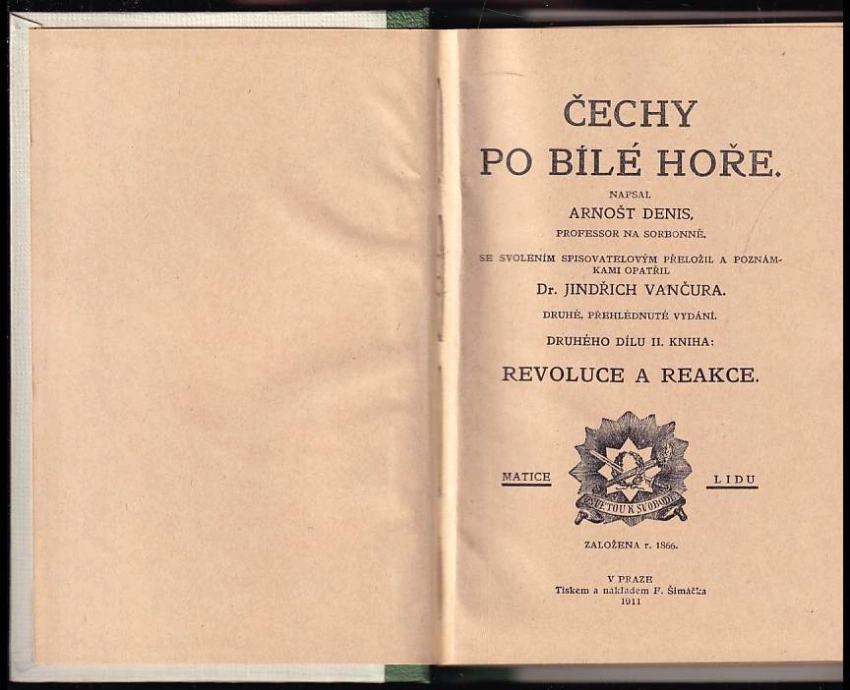 ČECHY
PO BÍLÉ HOŘE.
NAPSAL
ARNOŠT DENIS,
PROFESSOR NA SORBONNĚ.
SE SVOLENÍM SPISOVATELOVÝM PŘELOŽIL A POZNÁM-
KAMI OPATŘIL
Dr. JINDŘICH VANČURA.
DRUHÉ, PŘEHLÉDNUTÉ VYDÁNÍ.
DRUHÉHO DÍLU II. KNIHA:
REVOLUCE A REAKCE.
MATICE LIDU
OSVĚTOU K SVOBODĚ
ZALOŽENA r. 1866.
V PRAZE
Tiskem a nákladem F. Šimáčka
1911